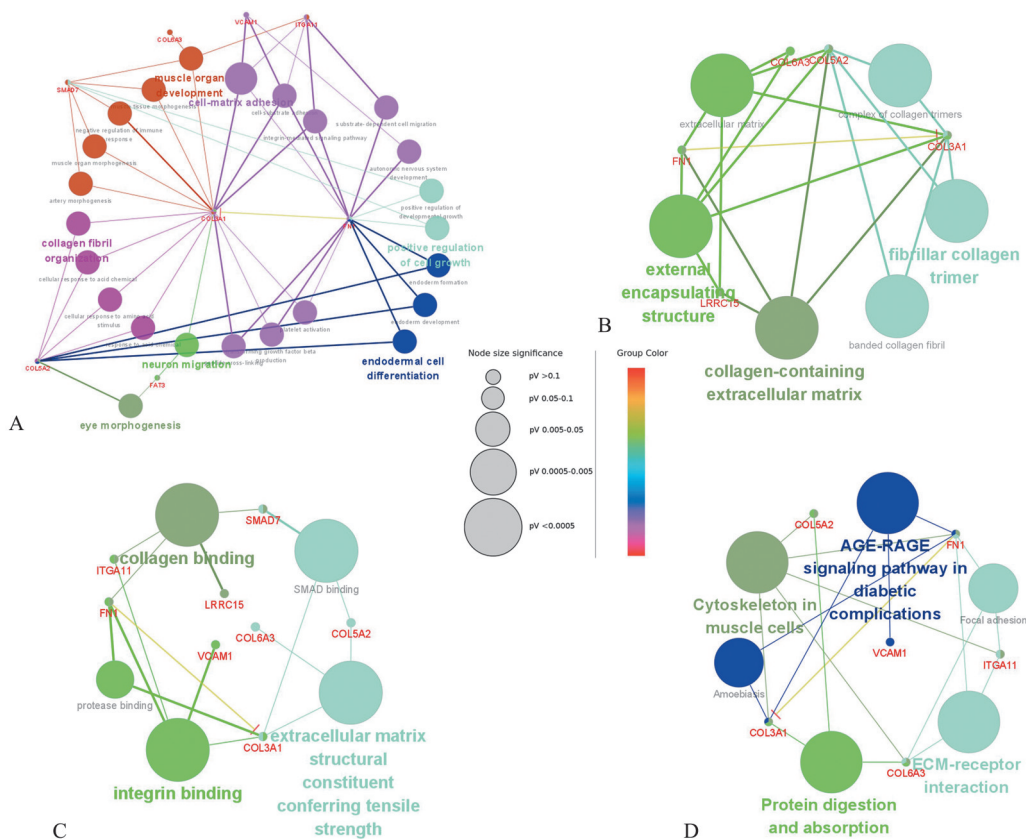 VCAM1
ITGA11
COL6A3
muscle organ
development
SMAD7
cell-matrix adhesion
negative regulation of immune
response
substrate-dependent cell migration
integrin-mediated signaling pathway
muscle organ morphogenesis
autonomic nervous system
development
artery morphogenesis
positive regulation of
developmental growth
COL3A1
collagen fibril
organization
positive regulation
of cell growth
cellular response to acid chemical
endoderm formation
cellular response to amino acid
stimulus
platelet activation
endoderm development
production
neuron migration
endodermal cell
differentiation
COL5A2
FAT3
eye morphogenesis
A
COL6A3
COL5A2
extracellular matrix
complex of collagen trimers
COL3A1
FN1
fibrillar collagen
trimer
external
encapsulating
structure
LRRC15
banded collagen fibril
collagen-containing
extracellular matrix
B
Node size significance
pV >0.1
pV 0.05-0.1
pV 0.005-0.05
pV 0.0005-0.005
pV <0.0005
Group Color
SMAD7
collagen binding
ITGA11
SMAD binding
LRRC15
FN1
COL6A3
COL5A2
VCAM1
protease binding
COL3A1
integrin binding
extracellular matrix
structural
constituent
conferring tensile
strength
C
COL5A2
AGE-RAGE
signaling pathway in
diabetic
complications
FN1
Cytoskeleton in
muscle cells
Focal adhesion
VCAM1
ITGA11
Amoebiasis
COL3A1
COL6A3
ECM-receptor
interaction
Protein digestion
and absorption
D